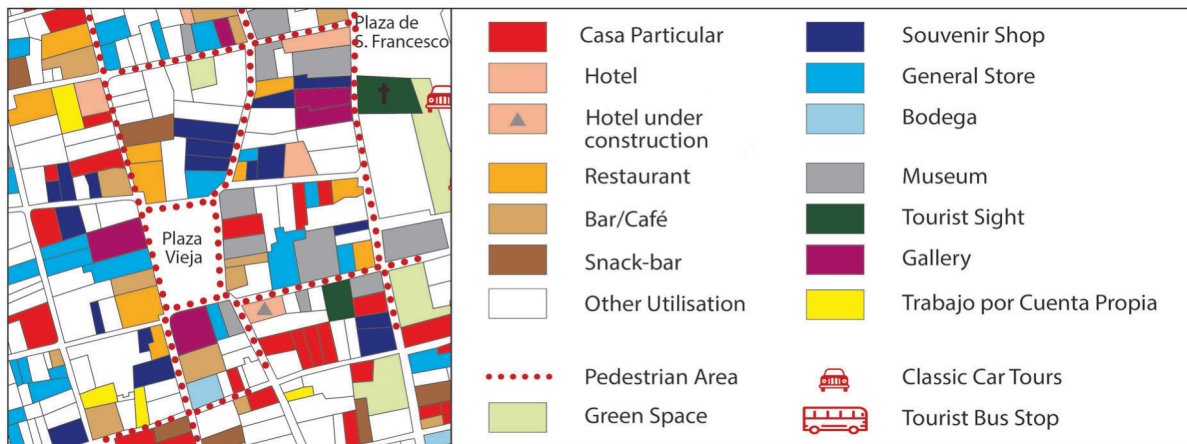 Plaza de
S. Francesco
Plaza
Vieja
Casa Particular
Hotel
Hotel under
construction
Restaurant
Bar/Café
Snack-bar
Other Utilisation
Pedestrian Area
Green Space
Souvenir Shop
General Store
Bodega
Museum
Tourist Sight
Gallery
Trabajo por Cuenta Propia
Classic Car Tours
Tourist Bus Stop